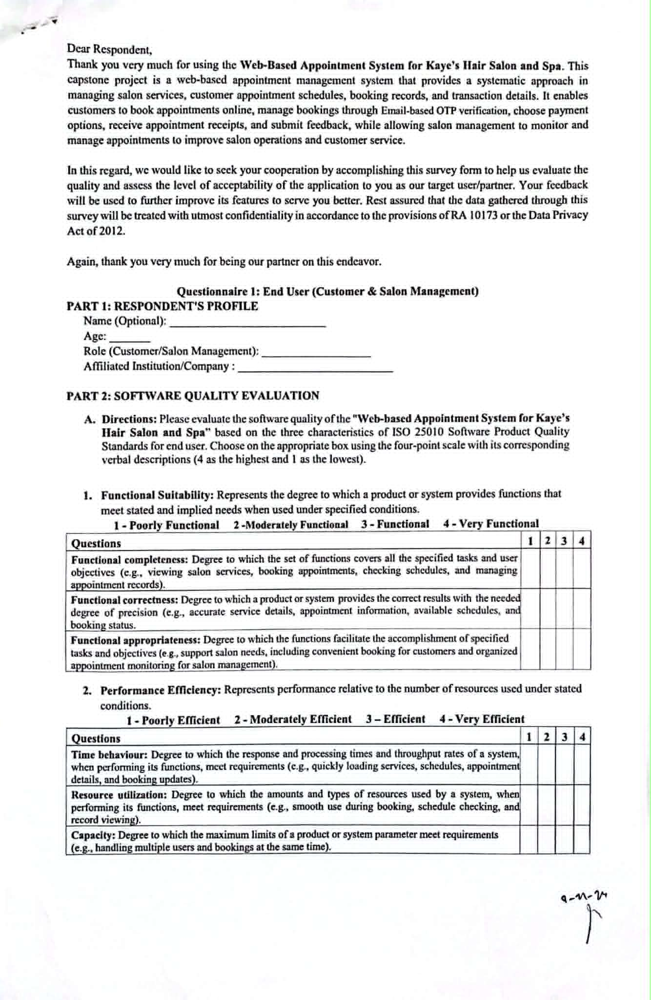 Dear Respondent,
Thank you very much for using the Web-Based Appointment System for Kaye's Hair Salon and Spa. This
capstone project is a web-based appointment management system that provides a systematic approach in
managing salon services, customer appointment schedules, booking records, and transaction details. It enables
customers to book appointments online, manage bookings through Email-based OTP verification, choose payment
options, receive appointment receipts, and submit feedback, while allowing salon management to monitor and
manage appointments to improve salon operations and customer service.
In this regard, we would like to seek your cooperation by accomplishing this survey form to help us evaluate the
quality and assess the level of acceptability of the application to you as our target user/partner. Your feedback
will be used to further improve its features to serve you better. Rest assured that the data gathered through this
survey will be treated with utmost confidentiality in accordance to the provisions of RA 10173 or the Data Privacy
Act of 2012.
Again, thank you very much for being our partner on this endeavor.
Questionnaire 1: End User (Customer & Salon Management)
PART 1: RESPONDENT'S PROFILE
Name (Optional): ____________________
Age: ______
Role (Customer/Salon Management): ________________
Affiliated Institution/Company : ______________________
PART 2: SOFTWARE QUALITY EVALUATION
A. Directions: Please evaluate the software quality of the "Web-based Appointment System for Kaye's
Hair Salon and Spa" based on the three characteristics of ISO 25010 Software Product Quality
Standards for end user. Choose on the appropriate box using the four-point scale with its corresponding
verbal descriptions (4 as the highest and 1 as the lowest).
1. Functional Suitability: Represents the degree to which a product or system provides functions that
meet stated and implied needs when used under specified conditions.
1 - Poorly Functional 2 -Moderately Functional 3 - Functional 4 - Very Functional
Questions 1 2 3 4
Functional completeness: Degree to which the set of functions covers all the specified tasks and user
objectives (e.g., viewing salon services, booking appointments, checking schedules, and managing
appointment records).
Functional correctness: Degree to which a product or system provides the correct results with the needed
degree of precision (e.g., accurate service details, appointment information, available schedules, and
booking status.
Functional appropriateness: Degree to which the functions facilitate the accomplishment of specified
tasks and objectives (e.g., support salon needs, including convenient booking for customers and organized
appointment monitoring for salon management).
2. Performance Efficiency: Represents performance relative to the number of resources used under stated
conditions.
1 - Poorly Efficient 2 - Moderately Efficient 3 – Efficient 4 - Very Efficient
Questions 1 2 3 4
Time behaviour: Degree to which the response and processing times and throughput rates of a system,
when performing its functions, meet requirements (e.g., quickly loading services, schedules, appointment
details, and booking updates).
Resource utilization: Degree to which the amounts and types of resources used by a system, when
performing its functions, meet requirements (e.g., smooth use during booking, schedule checking, and
record viewing).
Capacity: Degree to which the maximum limits of a product or system parameter meet requirements
(e.g., handling multiple users and bookings at the same time).